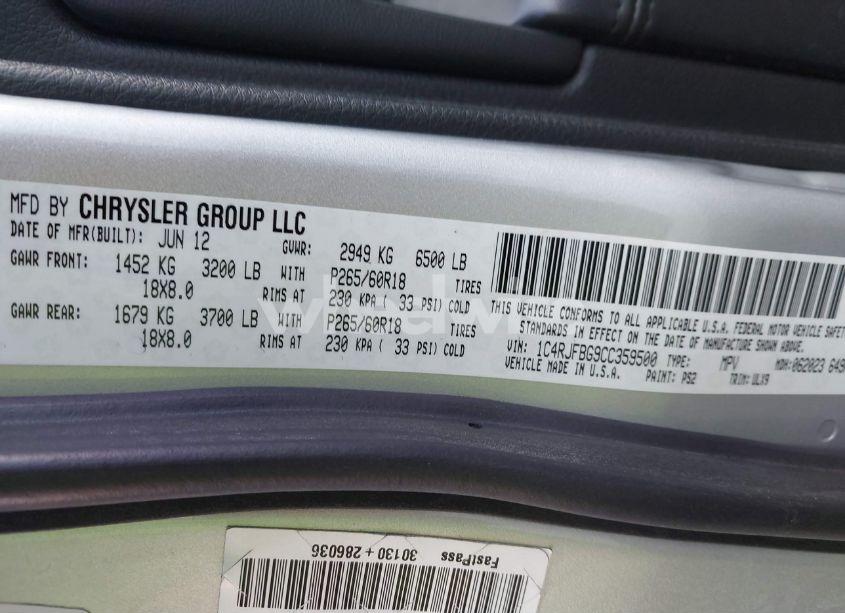 MFD BY CHRYSLER GROUP LLC
DATE OF MFR(BUILT): JUN 12 GVWR: 2949 KG 6500 LB
GAWR FRONT: 1452 KG 3200 LB WITH P265/60R18 TIRES
18X8.0 RIMS AT 230 KPA ( 33 PSI) COLD
GAWR REAR: 1679 KG 3700 LB WITH P265/60R18 TIRES
18X8.0 RIMS AT 230 KPA ( 33 PSI) COLD
THIS VEHICLE CONFORMS TO ALL APPLICABLE U.S.A. FEDERAL MOTOR VEHICLE SAFETY
STANDARDS IN EFFECT ON THE DATE OF MANUFACTURE SHOWN ABOVE.
VIN: 1C4RJFBG9CC359500 TYPE: MPV MDH:062023
VEHICLE MADE IN U.S.A. PAINT: PS2 TRIM: ULX9
30130 + 286036
FastPass